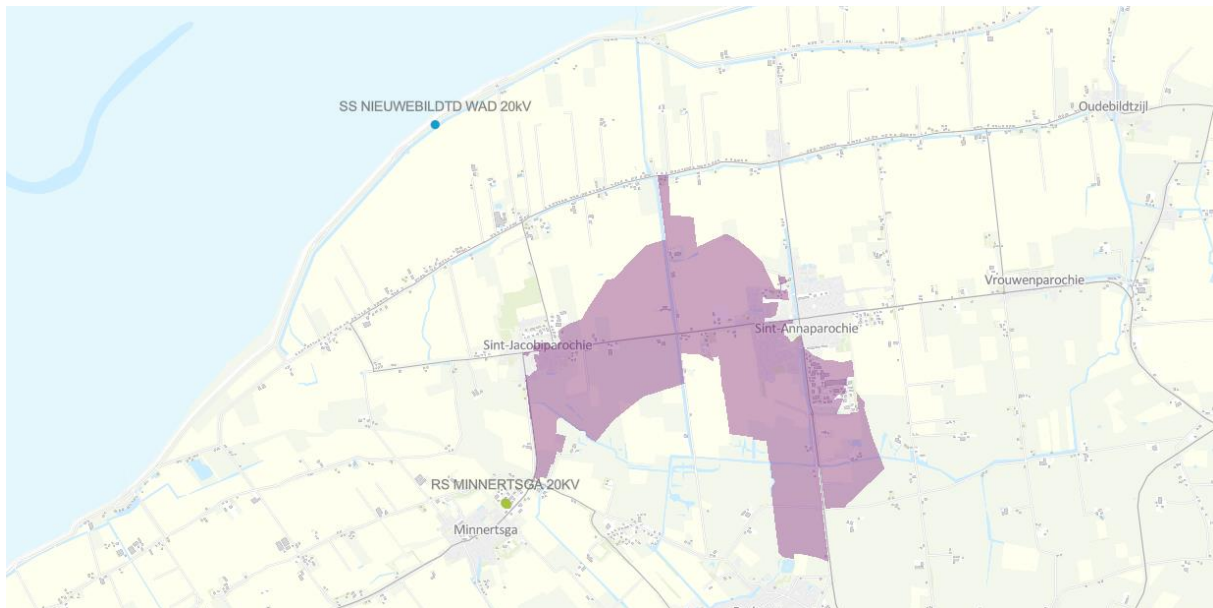 SS NIEUWEBILDTD WAD 20kV
Oudebildtzijl
Vrouwenparochie
Sint-Annaparochie
Sint-Jacobiparochie
RS MINNERTSGA 20KV
Minnertsga